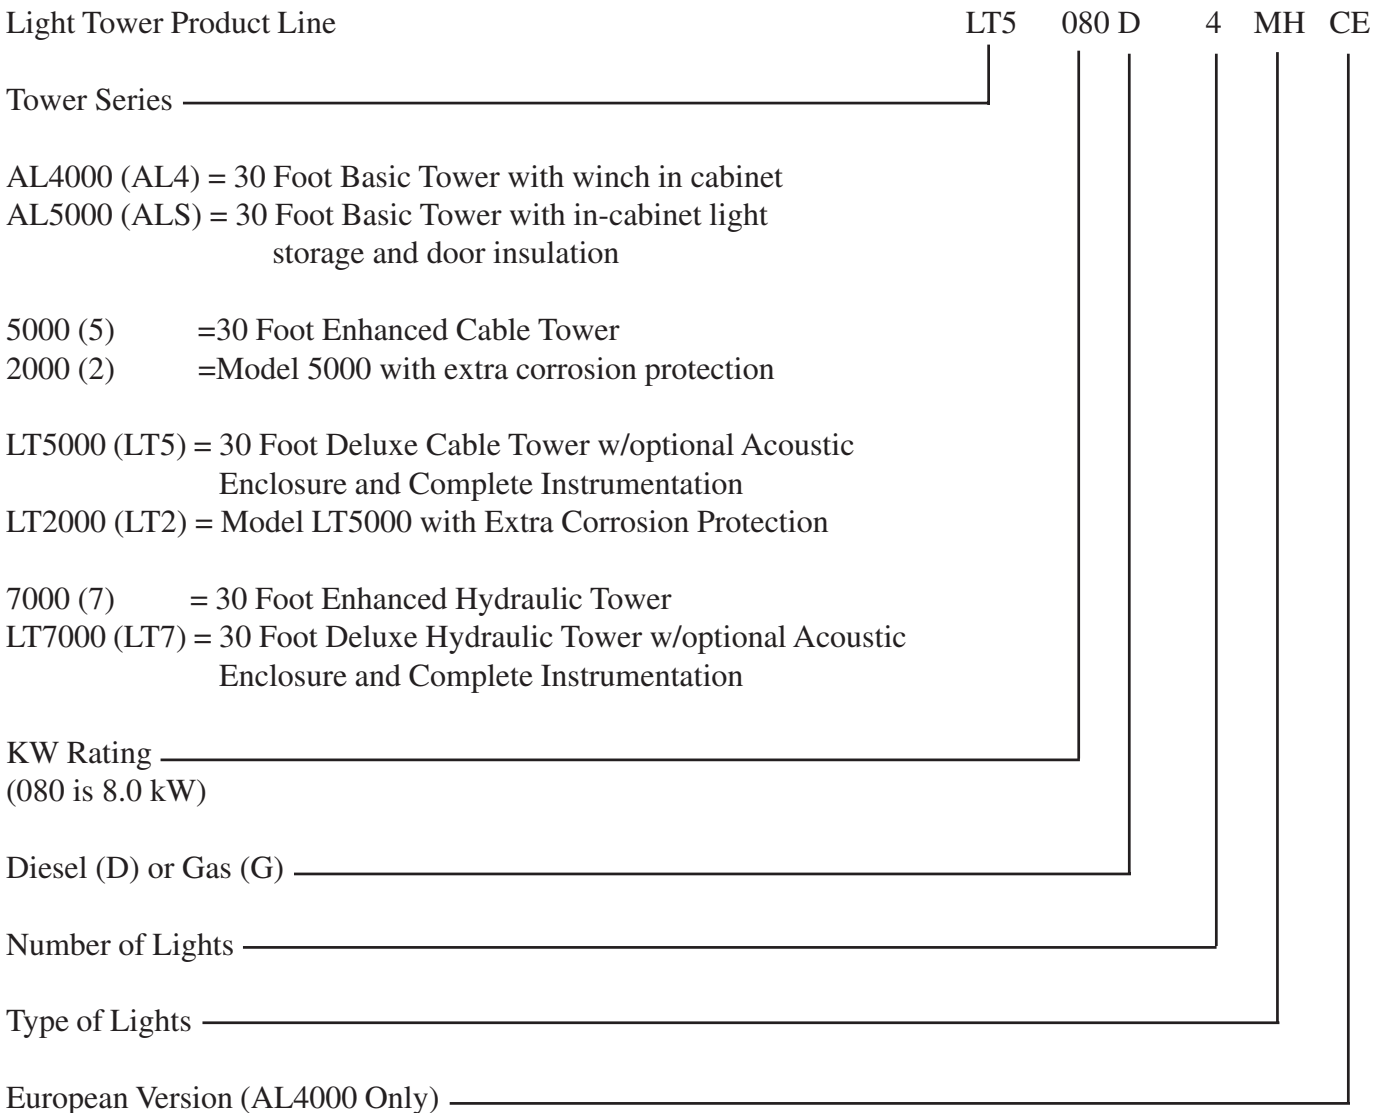 Light Tower Product Line LT5 080 D 4 MH CE
Tower Series
AL4000 (AL4) = 30 Foot Basic Tower with winch in cabinet
AL5000 (ALS) = 30 Foot Basic Tower with in-cabinet light
storage and door insulation
5000 (5) =30 Foot Enhanced Cable Tower
2000 (2) =Model 5000 with extra corrosion protection
LT5000 (LT5) = 30 Foot Deluxe Cable Tower w/optional Acoustic
Enclosure and Complete Instrumentation
LT2000 (LT2) = Model LT5000 with Extra Corrosion Protection
7000 (7) = 30 Foot Enhanced Hydraulic Tower
LT7000 (LT7) = 30 Foot Deluxe Hydraulic Tower w/optional Acoustic
Enclosure and Complete Instrumentation
KW Rating
(080 is 8.0 kW)
Diesel (D) or Gas (G)
Number of Lights
Type of Lights
European Version (AL4000 Only)